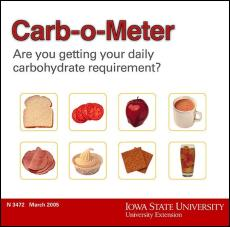 Carb-o-Meter
Are you getting your daily
carbohydrate requirement?
N 3472 March 2005
IOWA STATE UNIVERSITY
University Extension